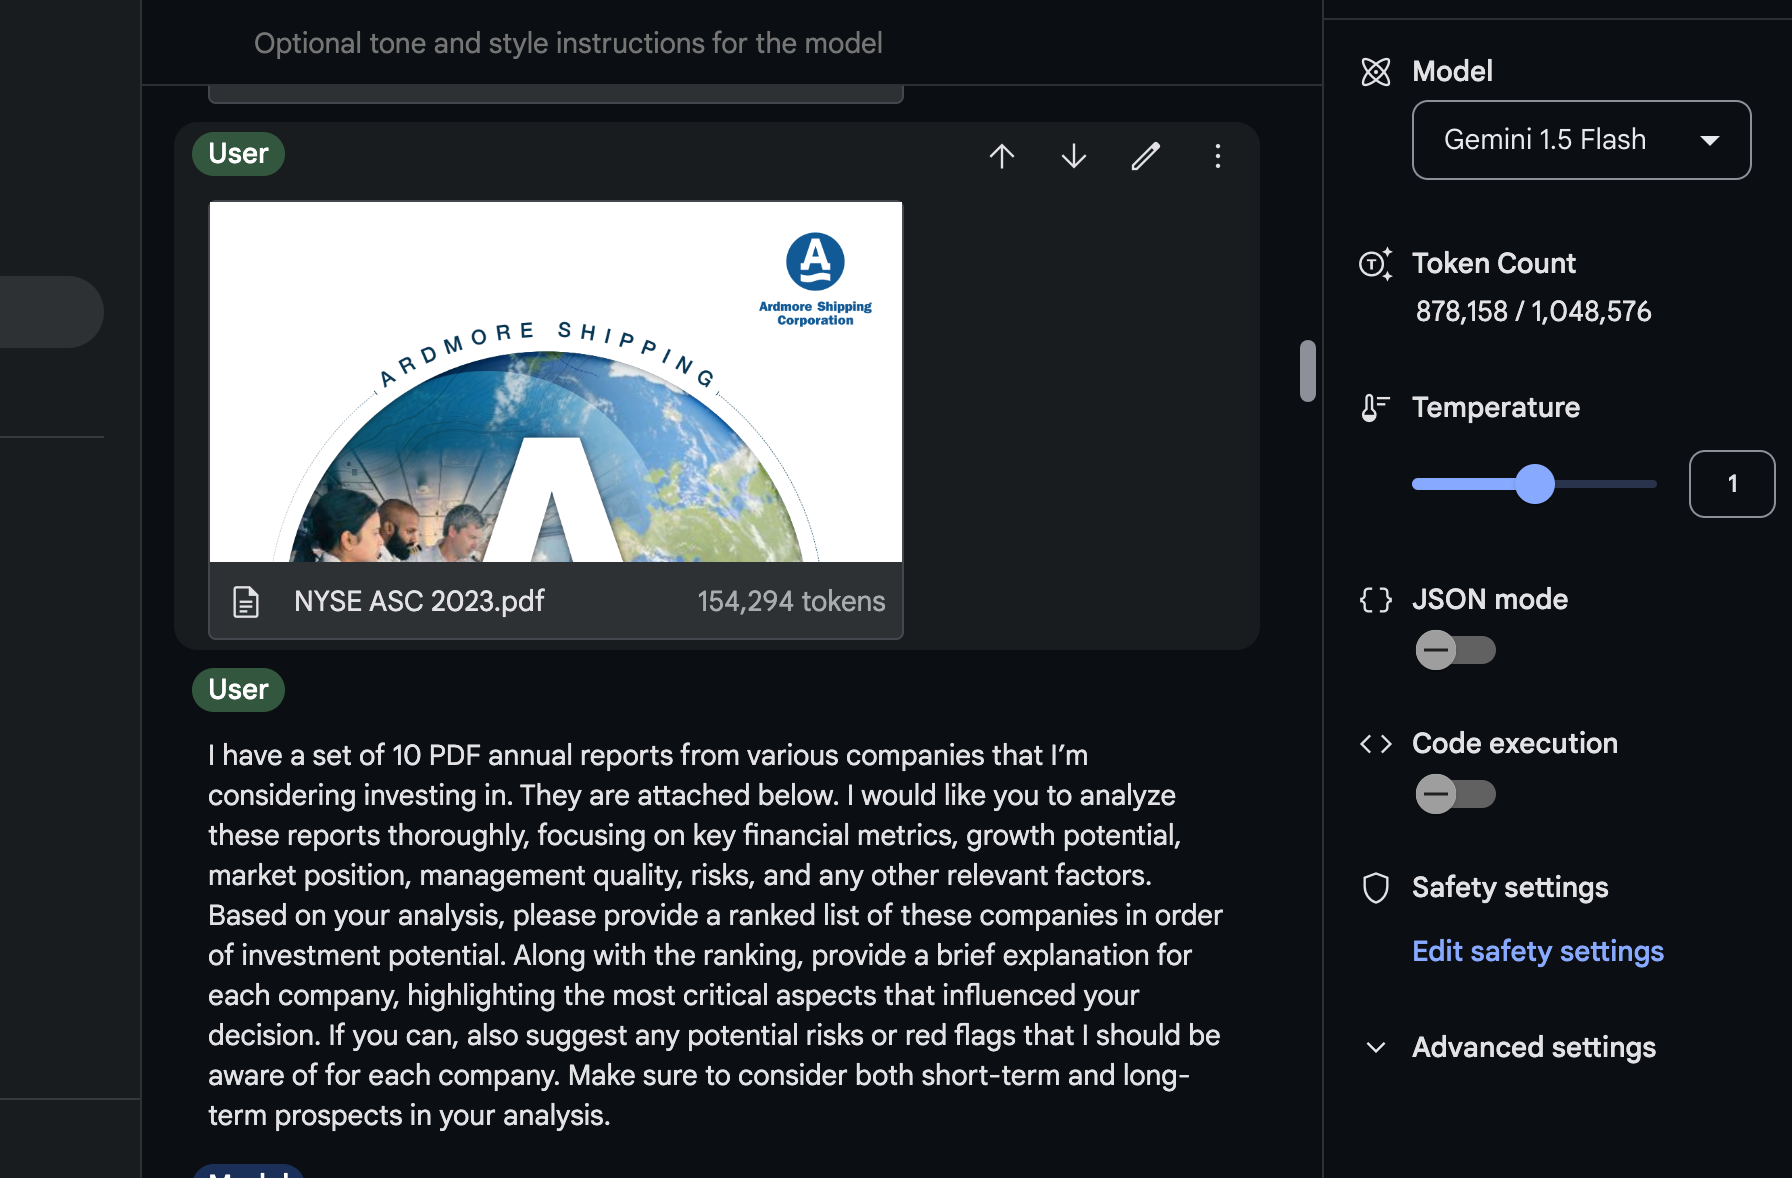 Optional tone and style instructions for the model
User
A
Ardmore Shipping
Corporation
ARDMORE SHIPPING
A
NYSE ASC 2023.pdf
154,294 tokens
User
I have a set of 10 PDF annual reports from various companies that I’m
considering investing in. They are attached below. I would like you to analyze
these reports thoroughly, focusing on key financial metrics, growth potential,
market position, management quality, risks, and any other relevant factors.
Based on your analysis, please provide a ranked list of these companies in order
of investment potential. Along with the ranking, provide a brief explanation for
each company, highlighting the most critical aspects that influenced your
decision. If you can, also suggest any potential risks or red flags that I should be
aware of for each company. Make sure to consider both short-term and long-
term prospects in your analysis.
Model
Model
Gemini 1.5 Flash
T
Token Count
878,158 / 1,048,576
Temperature
1
JSON mode
Code execution
Safety settings
Edit safety settings
Advanced settings